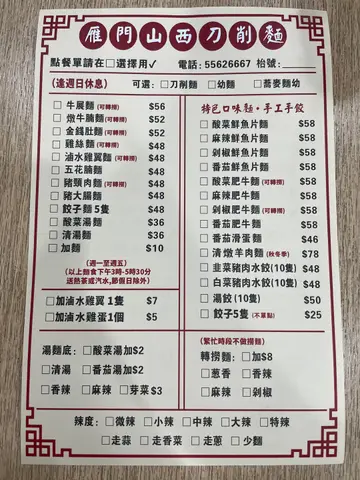 雁門山西刀削麵
點餐單請在□選擇用✓ 電話:55626667 枱號:
(逢週日休息) 可選:□刀削麵□幼麵 □蕎麥麵幼
□牛展麵(可轉撈) $56
□燉牛腩麵(可轉撈) $52
□金錢肚麵(可轉撈) $52
□雞絲麵(可轉撈) $48
□滷水雞翼麵(可轉撈) $48
□五花腩麵 $48
□豬頸肉麵(可轉撈) $48
□豬大腸麵 $48
□餃子麵5隻 $48
□酸菜湯麵 $36
□清湯麵 $36
□加麵 $10
(週一至週五)
(以上麵食下午3時-5時30分
送熱茶或汽水,節假日除外)
□加滷水雞翼1隻 $7
□加滷水雞蛋1個 $5
特色口味麵·手工手餃
□酸菜鮮魚片麵 $58
□麻辣鮮魚片麵 $58
□剁椒鮮魚片麵 $58
□番茄鮮魚片麵 $58
□酸菜肥牛麵(可轉撈) $58
□麻辣肥牛麵 $58
□剁椒肥牛麵(可轉撈) $58
□番茄肥牛麵 $58
□番茄滑蛋麵 $46
□清燉羊肉麵(秋冬季) $78
□韮菜豬肉水餃(10隻) $48
□白菜豬肉水餃(10隻) $48
□湯餃(10隻) $50
□餃子5隻(不單點) $25
湯麵底:□酸菜湯加$2
□清湯 □番茄湯加$2
□香辣 □麻辣 □芽菜$3
(繁忙時段不做撈麵)
轉撈麵:□加$8
□蔥香 □香辣
□麻辣 □剁椒
辣度:□微辣 □小辣 □中辣 □大辣 □特辣
□走蒜 □走香菜 □走蔥 □少麵